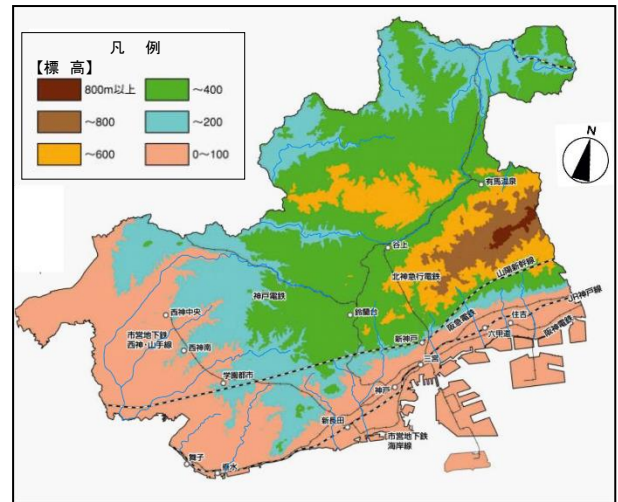 凡 例
【標 高】
800m以上
～400
～800
～200
～600
0～100
N
有馬温泉
谷上
北神急行電鉄
山陽新幹線
神戸電鉄
西神中央
鈴蘭台
市営地下鉄
西神・山手線
西神南
新神戸
阪急電鉄
住吉
JR神戸線
六甲道
阪神電鉄
三宮
学園都市
神戸
新長田
市営地下鉄
海岸線
舞子
垂水